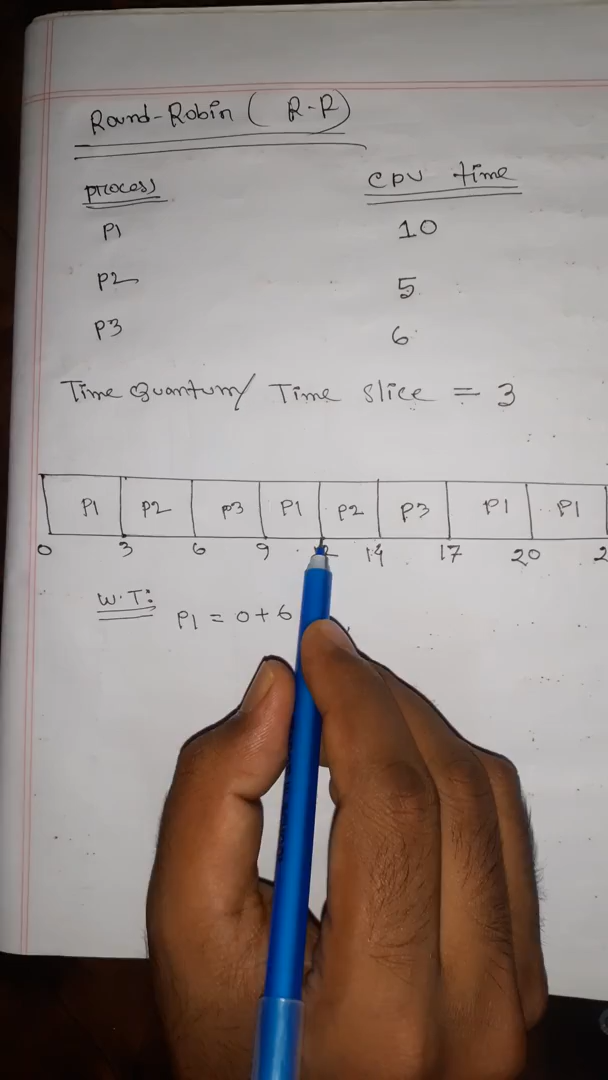 Round-Robin ( R-R)
process CPU time
P1 10
P2 5
P3 6
Time Quantum/ Time slice = 3
P1 P2 P3 P1 P2 P3 P1 P1
0 3 6 9 14 17 20
W.T:
P1 = 0+6